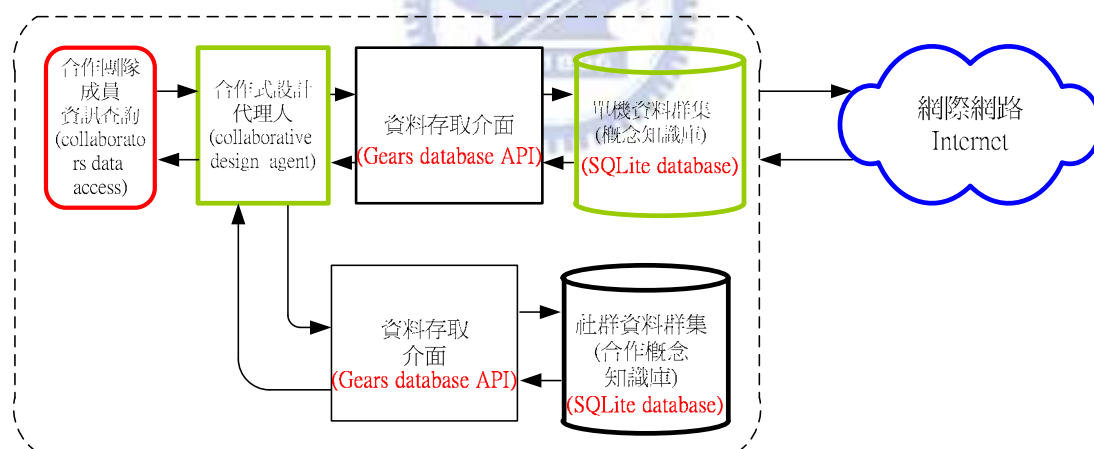 合作團隊
成員
資訊查詢
(collaborato
rs data
access)
合作式設計
代理人
(collaborative
design agent)
資料存取介面
(Gears database API)
單機資料群集
(概念知識庫)
(SQLite database)
網際網路
Internet
資料存取
介面
(Gears database API)
社群資料群集
(合作概念
知識庫)
(SQLite database)